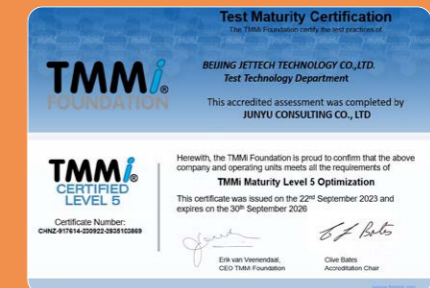 Test Maturity Certification
The TMMi Foundation certify the test practices of
TMMi®
FOUNDATION
BEIJING JETTECH TECHNOLOGY CO.,LTD.
Test Technology Department
This accredited assessment was completed by
JUNYU CONSULTING CO., LTD
TMMi®
CERTIFIED
LEVEL 5
Certificate Number:
CHNZ-917614-230922-2835103869
Herewith, the TMMi Foundation is proud to confirm that the above
company and operating units meets all the requirements of
TMMi Maturity Level 5 Optimization
This certificate was issued on the 22nd September 2023 and
expires on the 30th September 2026
Erik van Veenendaal,
CEO TMMi Foundation
Clive Bates
Accreditation Chair